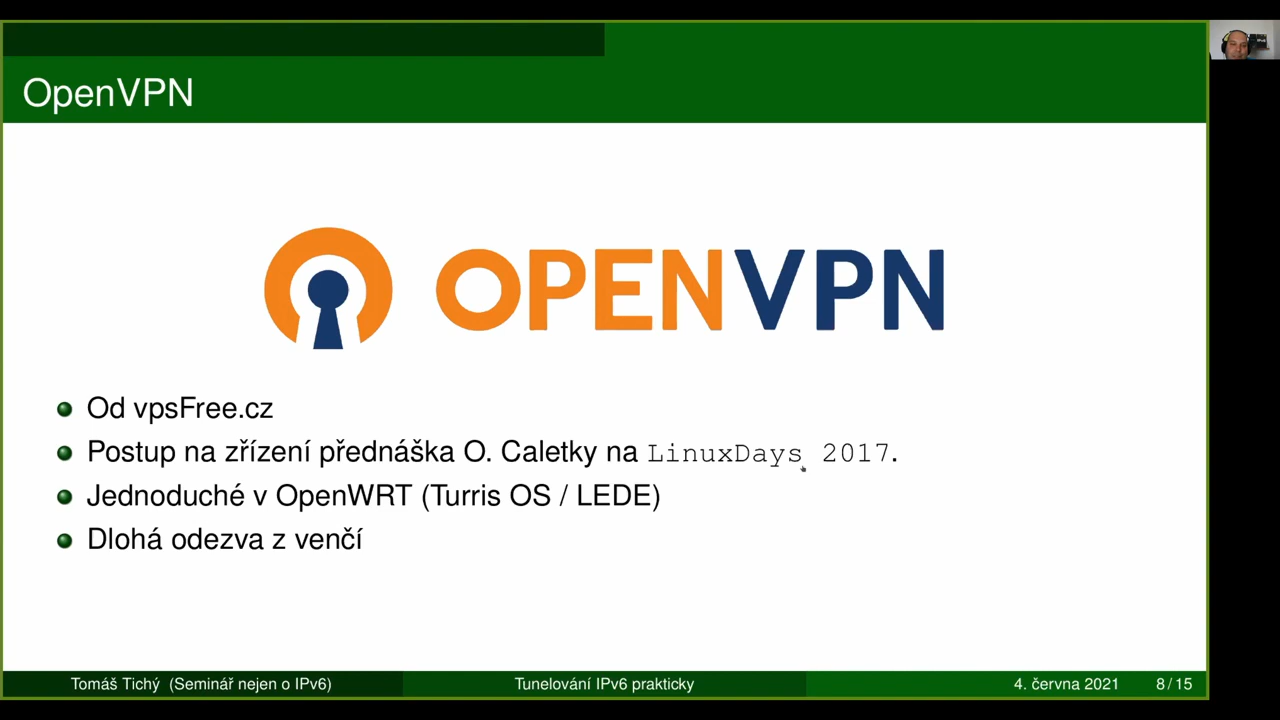 OpenVPN
OPENVPN
Od vpsFree.cz
Postup na zřízení přednáška O. Caletky na LinuxDays 2017.
Jednoduché v OpenWRT (Turris OS / LEDE)
Dlohá odezva z venčí
Tomáš Tichý (Seminář nejen o IPv6) Tunelování IPv6 prakticky 4. června 2021 8 / 15